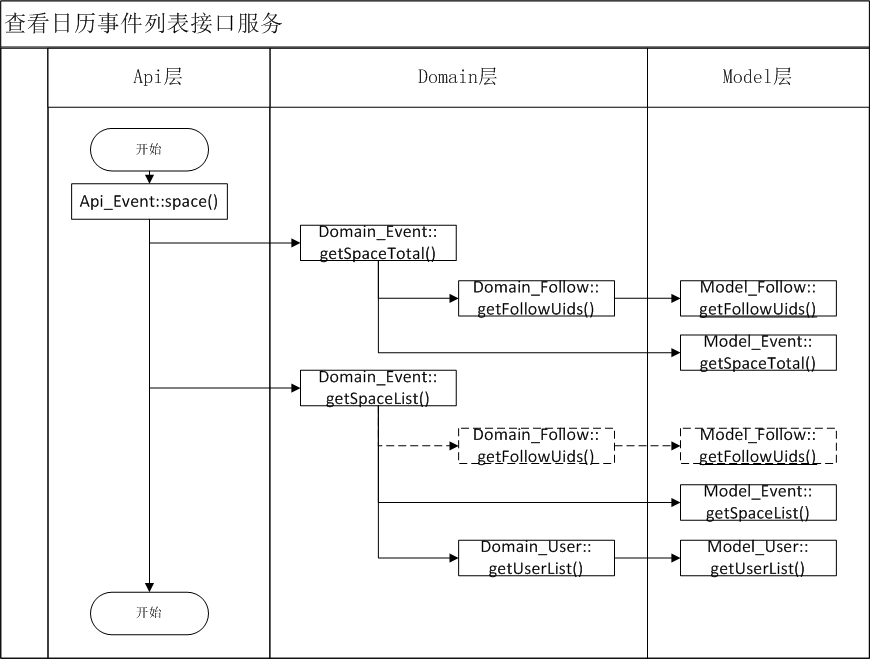 查看日历事件列表接口服务
Api层
Domain层
Model层
开始
Api_Event::space()
Domain_Event::
getSpaceTotal()
Domain_Follow::
getFollowUids()
Model_Follow::
getFollowUids()
Model_Event::
getSpaceTotal()
Domain_Event::
getSpaceList()
Domain_Follow::
getFollowUids()
Model_Follow::
getFollowUids()
Model_Event::
getSpaceList()
Domain_User::
getUserList()
Model_User::
getUserList()
开始